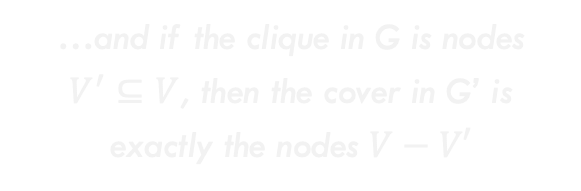 ...and if the clique in G is nodes
V′ ⊆ V, then the cover in G' is
exactly the nodes V − V′